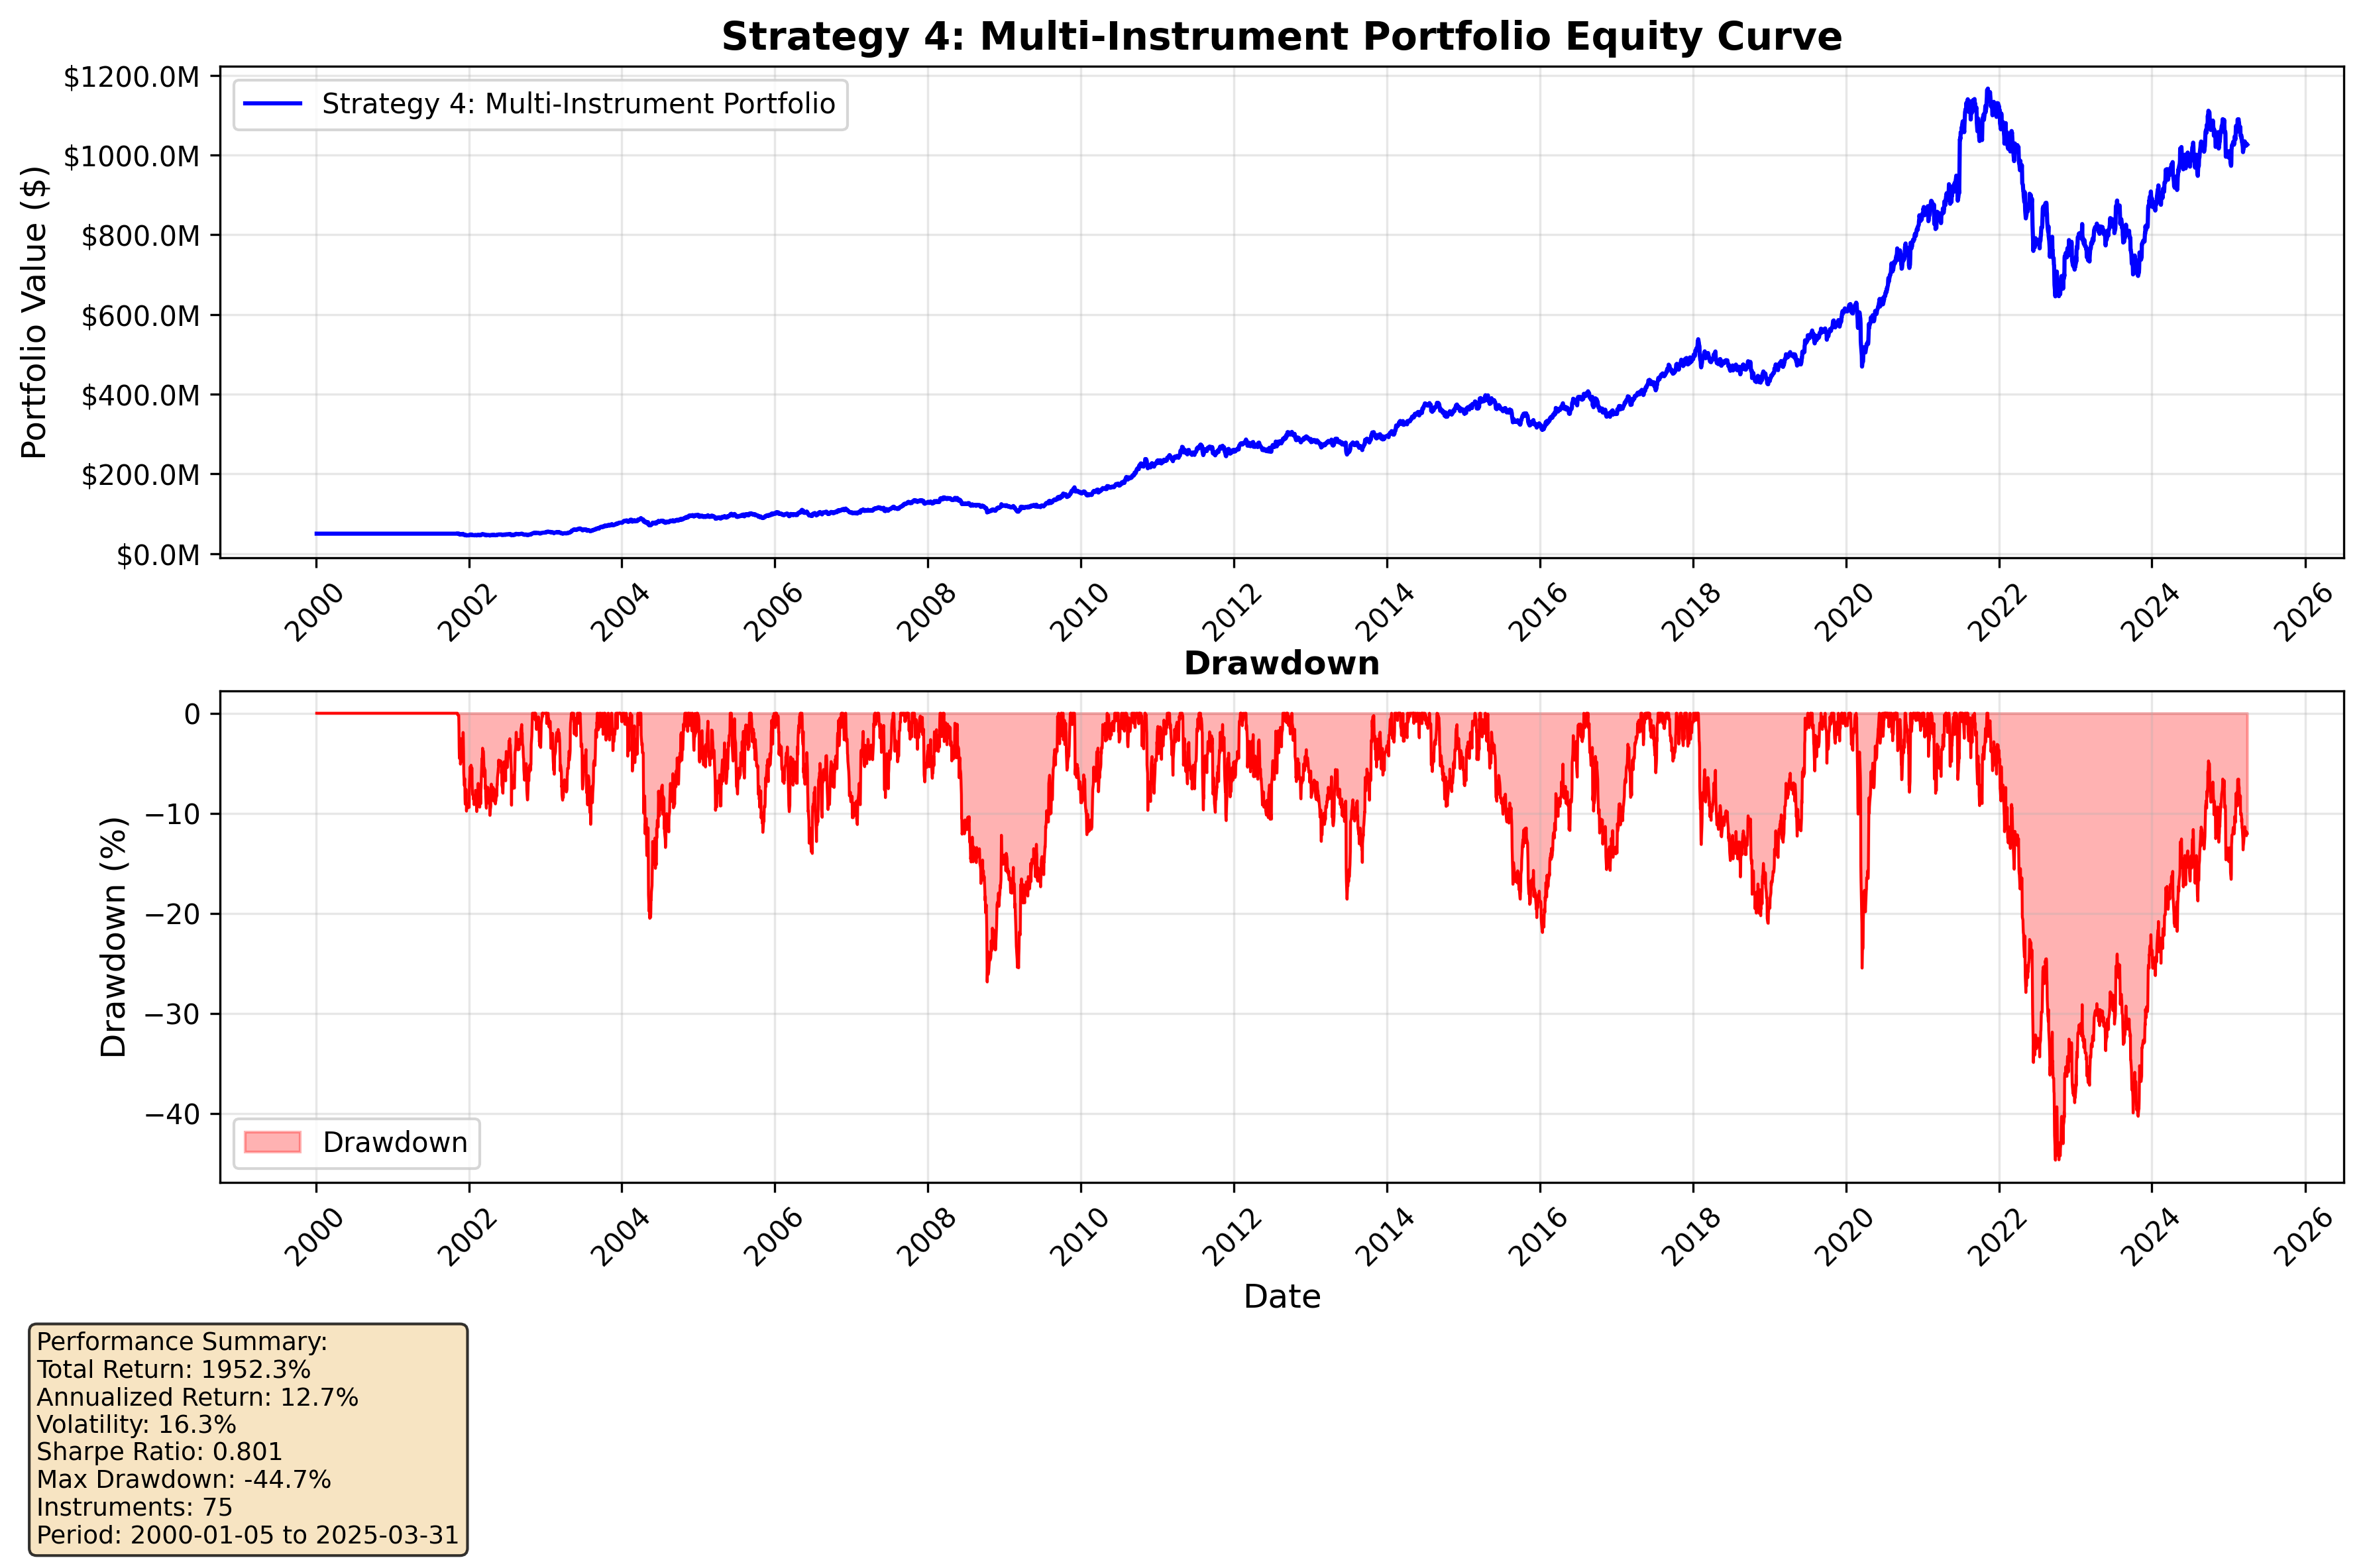 Strategy 4: Multi-Instrument Portfolio Equity Curve
Strategy 4: Multi-Instrument Portfolio
Portfolio Value ($)
$1200.0M
$1000.0M
$800.0M
$600.0M
$400.0M
$200.0M
$0.0M
2000 2002 2004 2006 2008 2010 2012 2014 2016 2018 2020 2022 2024 2026
Drawdown
Drawdown (%)
0
−10
−20
−30
−40
Drawdown
2000 2002 2004 2006 2008 2010 2012 2014 2016 2018 2020 2022 2024 2026
Date
Performance Summary:
Total Return: 1952.3%
Annualized Return: 12.7%
Volatility: 16.3%
Sharpe Ratio: 0.801
Max Drawdown: -44.7%
Instruments: 75
Period: 2000-01-05 to 2025-03-31